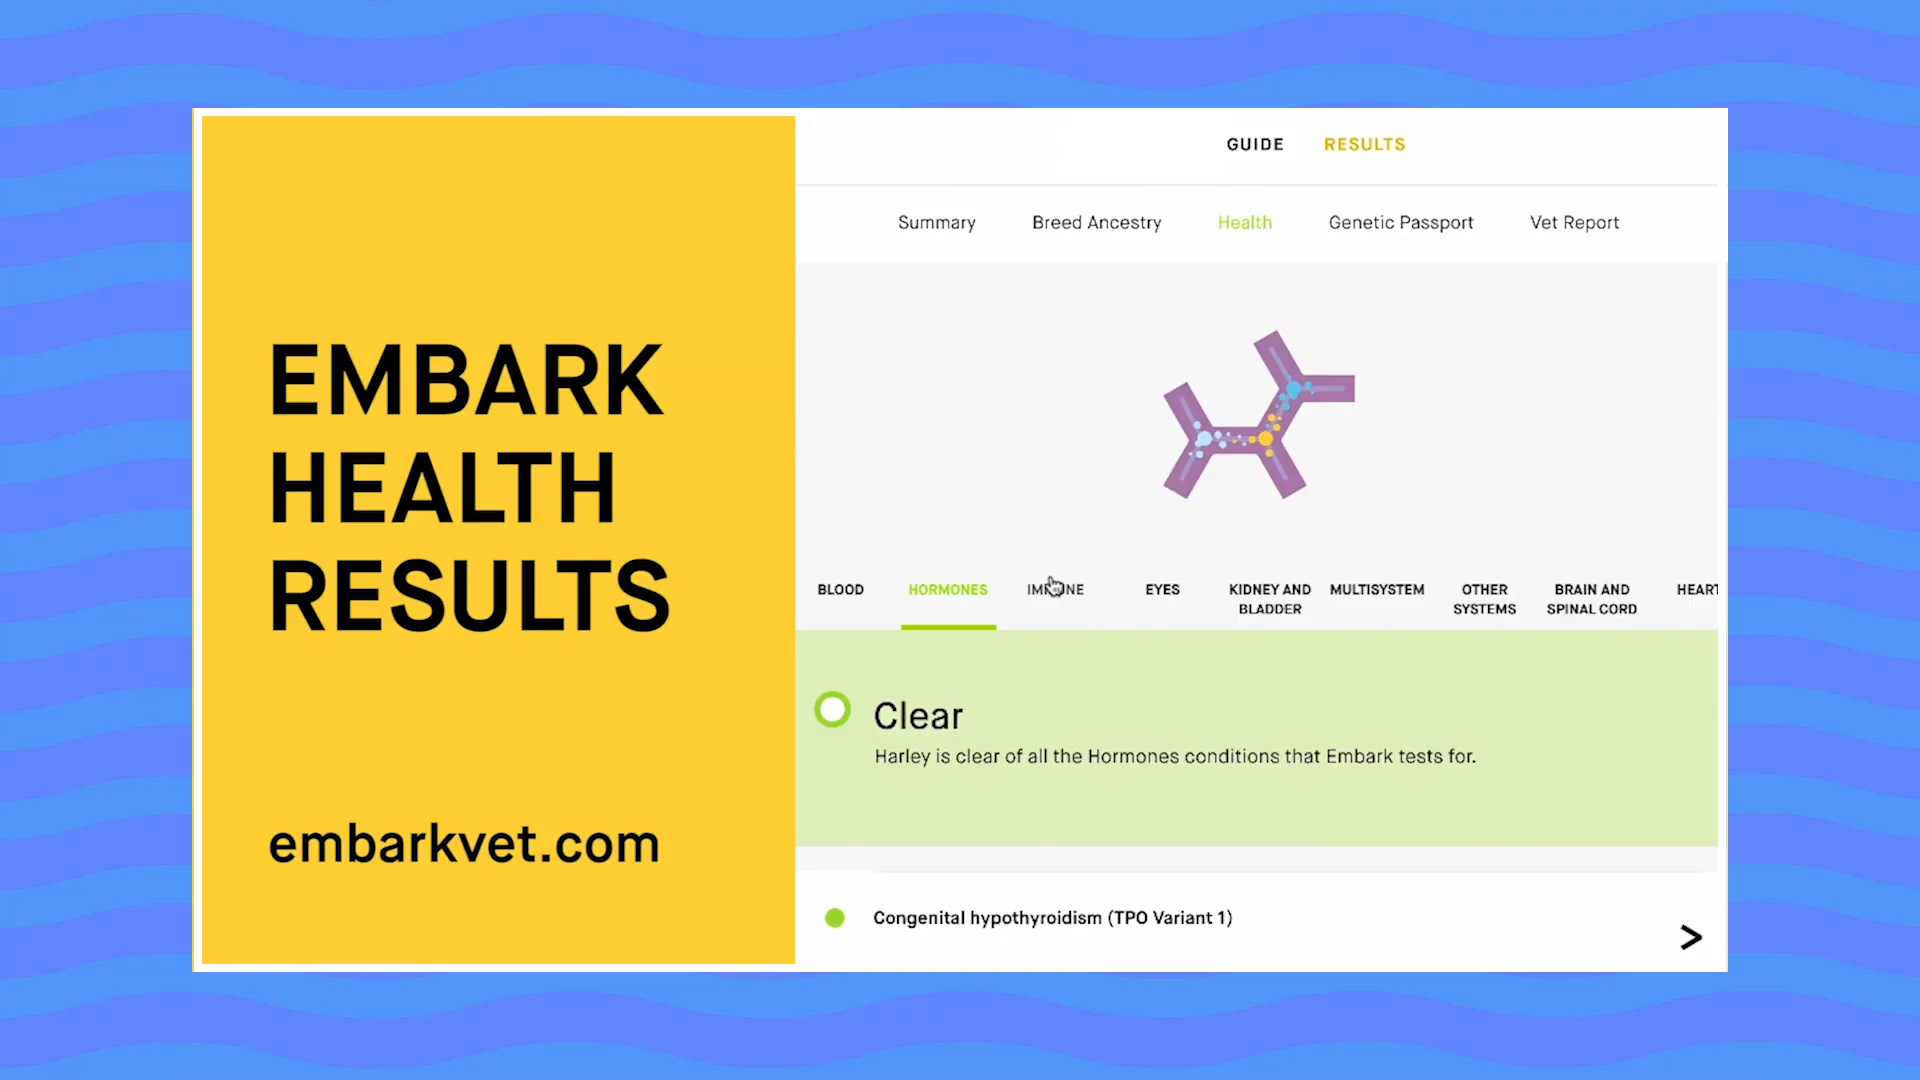 EMBARK
HEALTH
RESULTS
embarkvet.com
GUIDE RESULTS
Summary Breed Ancestry Health Genetic Passport Vet Report
BLOOD HORMONES IMMUNE EYES KIDNEY AND BLADDER MULTISYSTEM OTHER SYSTEMS BRAIN AND SPINAL CORD HEART
Clear
Harley is clear of all the Hormones conditions that Embark tests for.
Congenital hypothyroidism (TPO Variant 1)
>